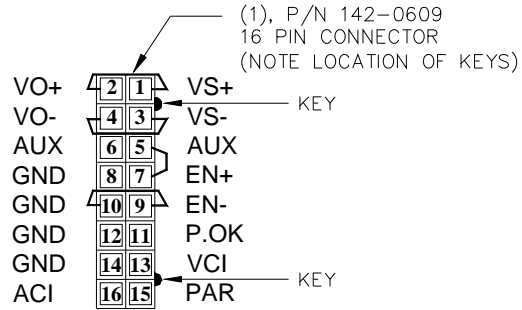 (1), P/N 142-0609
16 PIN CONNECTOR
(NOTE LOCATION OF KEYS)
VO+ 2 1 VS+
KEY
VO- 4 3 VS-
AUX 6 5 AUX
GND 8 7 EN+
GND 10 9 EN-
GND 12 11 P.OK
GND 14 13 VCI
KEY
ACI 16 15 PAR